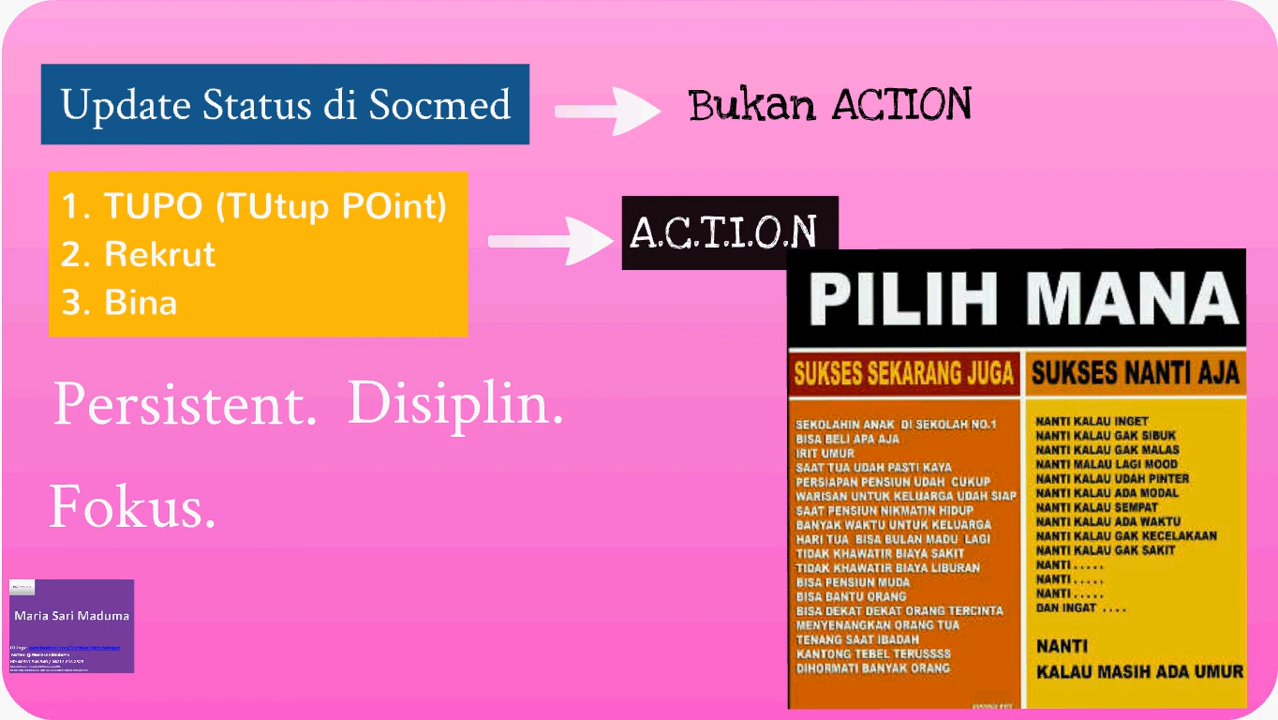 Update Status di Socmed
Bukan ACTION
1. TUPO (TUtup POint)
2. Rekrut
3. Bina
A.C.T.I.O.N
Persistent. Disiplin.
Fokus.
PILIH MANA
SUKSES SEKARANG JUGA
SEKOLAHIN ANAK DI SEKOLAH NO.1
BISA BELI APA AJA
IRIT UMUR
SAAT TUA UDAH PASTI KAYA
PERSIAPAN PENSIUN UDAH CUKUP
WARISAN UNTUK KELUARGA UDAH SIAP
SAAT PENSIUN NIKMATIN HIDUP
BANYAK WAKTU UNTUK KELUARGA
HARI TUA BISA BULAN MADU LAGI
TIDAK KHAWATIR BIAYA SAKIT
TIDAK KHAWATIR BIAYA LIBURAN
BISA PENSIUN MUDA
BISA BANTU ORANG
BISA DEKAT DEKAT ORANG TERCINTA
MENYENANGKAN ORANG TUA
TENANG SAAT IBADAH
KANTONG TEBEL TERUSSSS
DIHORMATI BANYAK ORANG
SUKSES NANTI AJA
NANTI KALAU INGET
NANTI KALAU GAK SIBUK
NANTI KALAU GAK MALAS
NANTI MALAU LAGI MOOD
NANTI KALAU UDAH PINTER
NANTI KALAU ADA MODAL
NANTI KALAU SEMPAT
NANTI KALAU ADA WAKTU
NANTI KALAU GAK KECELAKAAN
NANTI KALAU GAK SAKIT
NANTI . . . . .
NANTI . . . . .
NANTI . . . . .
DAN INGAT . . . .
NANTI
KALAU MASIH ADA UMUR
Maria Sari Maduma